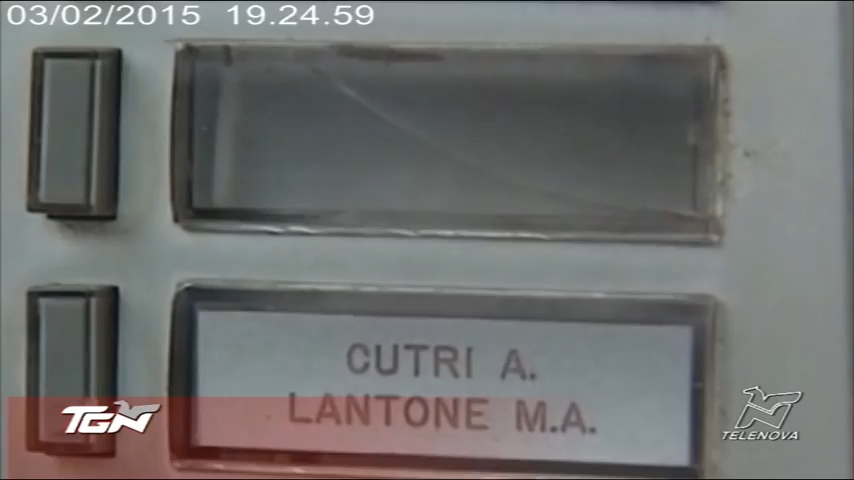 03/02/2015 19.24.59
CUTRI A.
LANTONE M.A.
TGN
TELENOVA